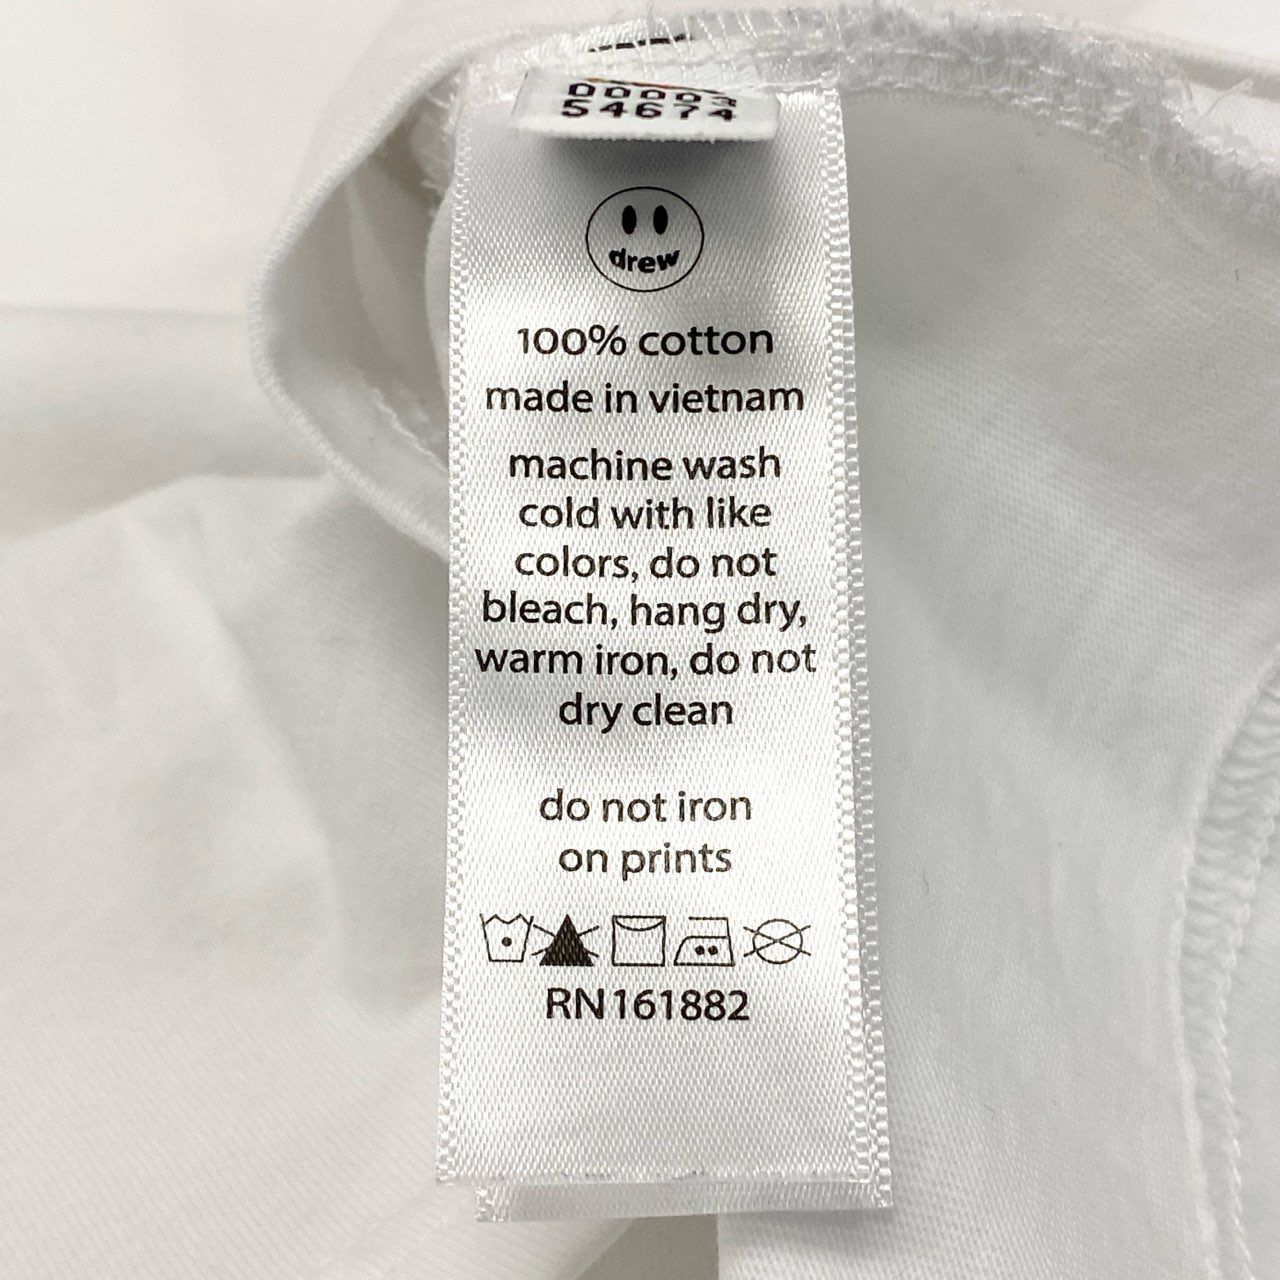 00003
54674
drew
100% cotton
made in vietnam
machine wash
cold with like
colors, do not
bleach, hang dry,
warm iron, do not
dry clean
do not iron
on prints
RN161882